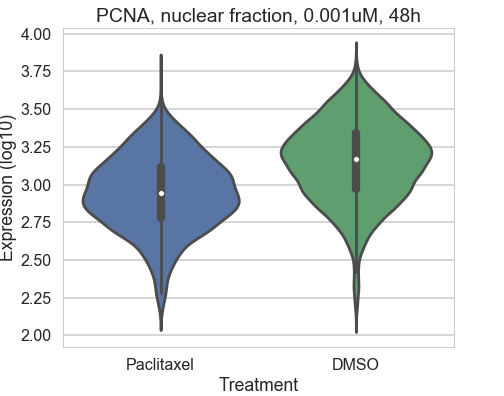 PCNA, nuclear fraction, 0.001uM, 48h
4.00
3.75
3.50
3.25
3.00
2.75
2.50
2.25
2.00
Expression (log10)
Paclitaxel
DMSO
Treatment